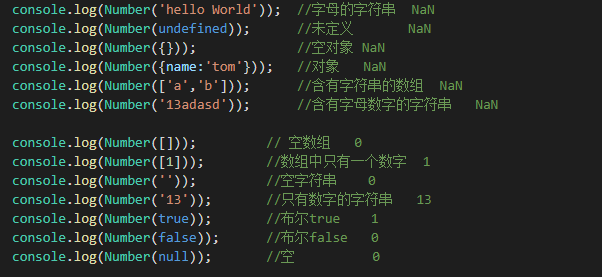 console.log(Number('hello World'));  //字母的字符串  NaN
console.log(Number(undefined));      //未定义       NaN
console.log(Number({}));             //空对象 NaN
console.log(Number({name:'tom'}));   //对象   NaN
console.log(Number(['a','b']));      //含有字符串的数组  NaN
console.log(Number('13adasd'));      //含有字母数字的字符串   NaN
console.log(Number([]));         // 空数组   0
console.log(Number([1]));        //数组中只有一个数字  1
console.log(Number(''));         //空字符串    0
console.log(Number('13'));       //只有数字的字符串   13
console.log(Number(true));       //布尔true    1
console.log(Number(false));      //布尔false   0
console.log(Number(null));       //空          0